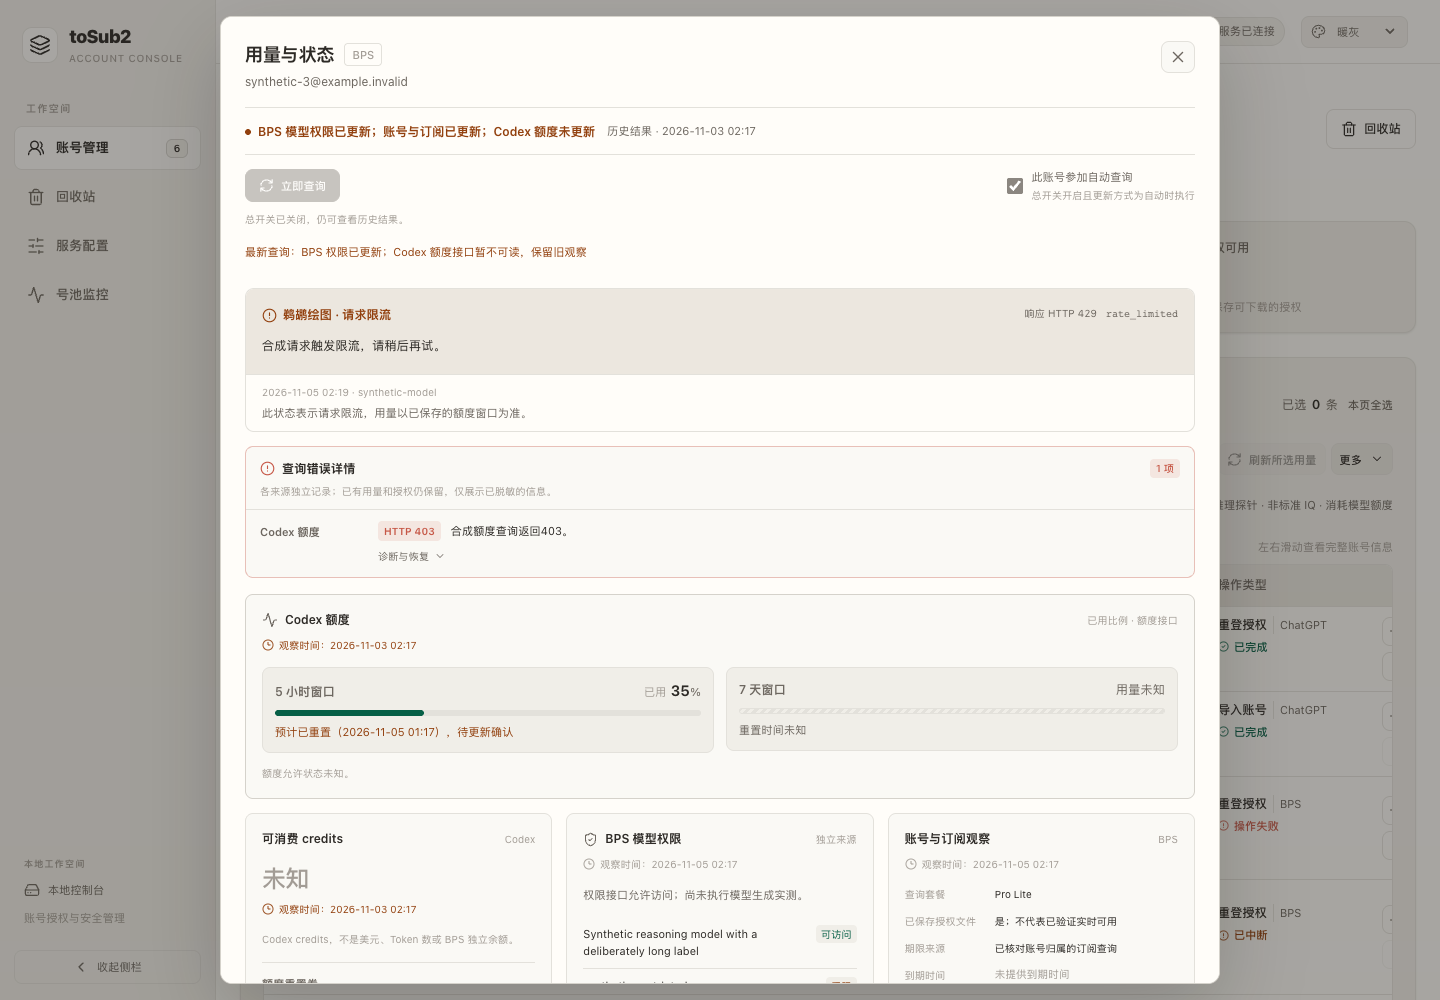 toSub2
ACCOUNT CONSOLE
工作空间
账号管理
6
回收站
服务配置
号池监控
本地工作空间
本地控制台
账号授权与安全管理
收起侧栏
用量与状态
BPS
synthetic-3@example.invalid
BPS 模型权限已更新；账号与订阅已更新；Codex 额度未更新
历史结果 · 2026-11-03 02:17
立即查询
此账号参加自动查询
总开关开启且更新方式为自动时执行
总开关已关闭，仍可查看历史结果。
最新查询：BPS 权限已更新；Codex 额度接口暂不可读，保留旧观察
鹈鹕绘图 · 请求限流
响应 HTTP 429 rate_limited
合成请求触发限流，请稍后再试。
2026-11-05 02:19 · synthetic-model
此状态表示请求限流，用量以已保存的额度窗口为准。
查询错误详情
1 项
各来源独立记录；已有用量和授权仍保留，仅展示已脱敏的信息。
Codex 额度
HTTP 403
合成额度查询返回403。
诊断与恢复
Codex 额度
已用比例 · 额度接口
观察时间：2026-11-03 02:17
5 小时窗口
已用 35%
预计已重置（2026-11-05 01:17），待更新确认
7 天窗口
用量未知
重置时间未知
额度允许状态未知。
可消费 credits
Codex
未知
观察时间：2026-11-03 02:17
Codex credits，不是美元、Token 数或 BPS 独立余额。
BPS 模型权限
独立来源
观察时间：2026-11-05 02:17
权限接口允许访问；尚未执行模型生成实测。
Synthetic reasoning model with a
deliberately long label
可访问
账号与订阅观察
BPS
观察时间：2026-11-05 02:17
查询套餐
Pro Lite
已保存授权文件
是；不代表已验证实时可用
期限来源
已核对账号归属的订阅查询
到期时间
未提供到期时间
服务已连接
暖灰
回收站
可用
存可下载的授权
已选 0 条
本页全选
刷新所选用量
更多
理探针 · 非标准 IQ · 消耗模型额度
左右滑动查看完整账号信息
操作类型
重登授权
ChatGPT
已完成
导入账号
ChatGPT
已完成
重登授权
BPS
操作失败
重登授权
BPS
已中断